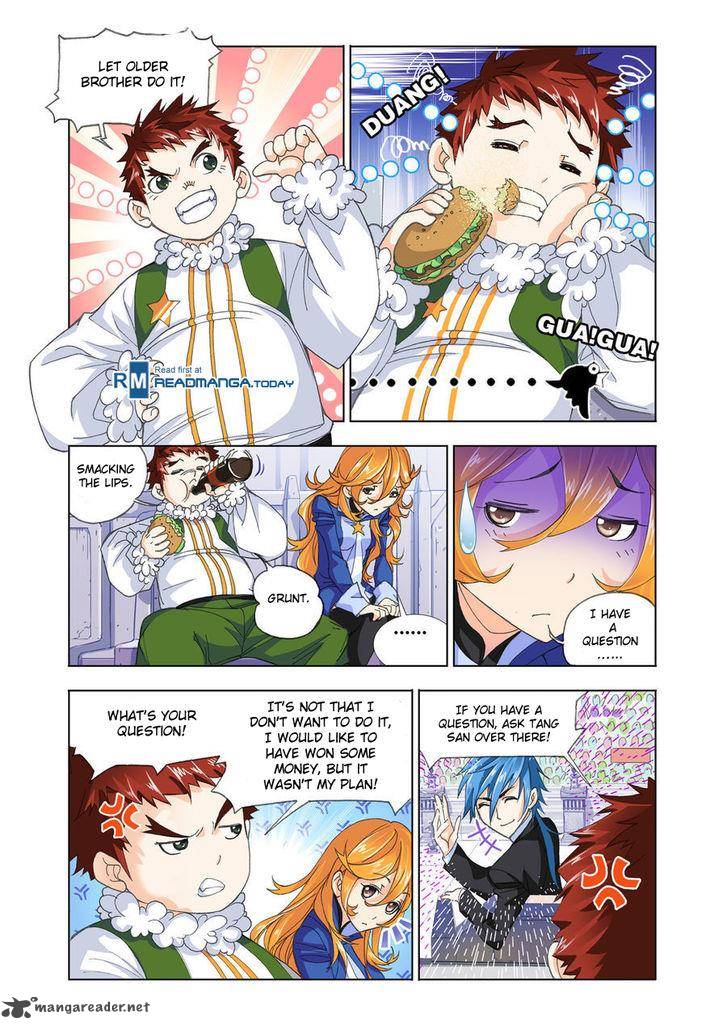 LET OLDER
BROTHER DO IT!
DUANG!
GUA!GUA!
RM
Read first at
READMANGA.TODAY
SMACKING
THE LIPS.
GRUNT.
......
I HAVE
A
QUESTION
......
WHAT'S YOUR
QUESTION!
IT'S NOT THAT I
DON'T WANT TO DO IT,
I WOULD LIKE TO
HAVE WON SOME
MONEY, BUT IT
WASN'T MY PLAN!
IF YOU HAVE A
QUESTION, ASK TANG
SAN OVER THERE!
mangareader.net